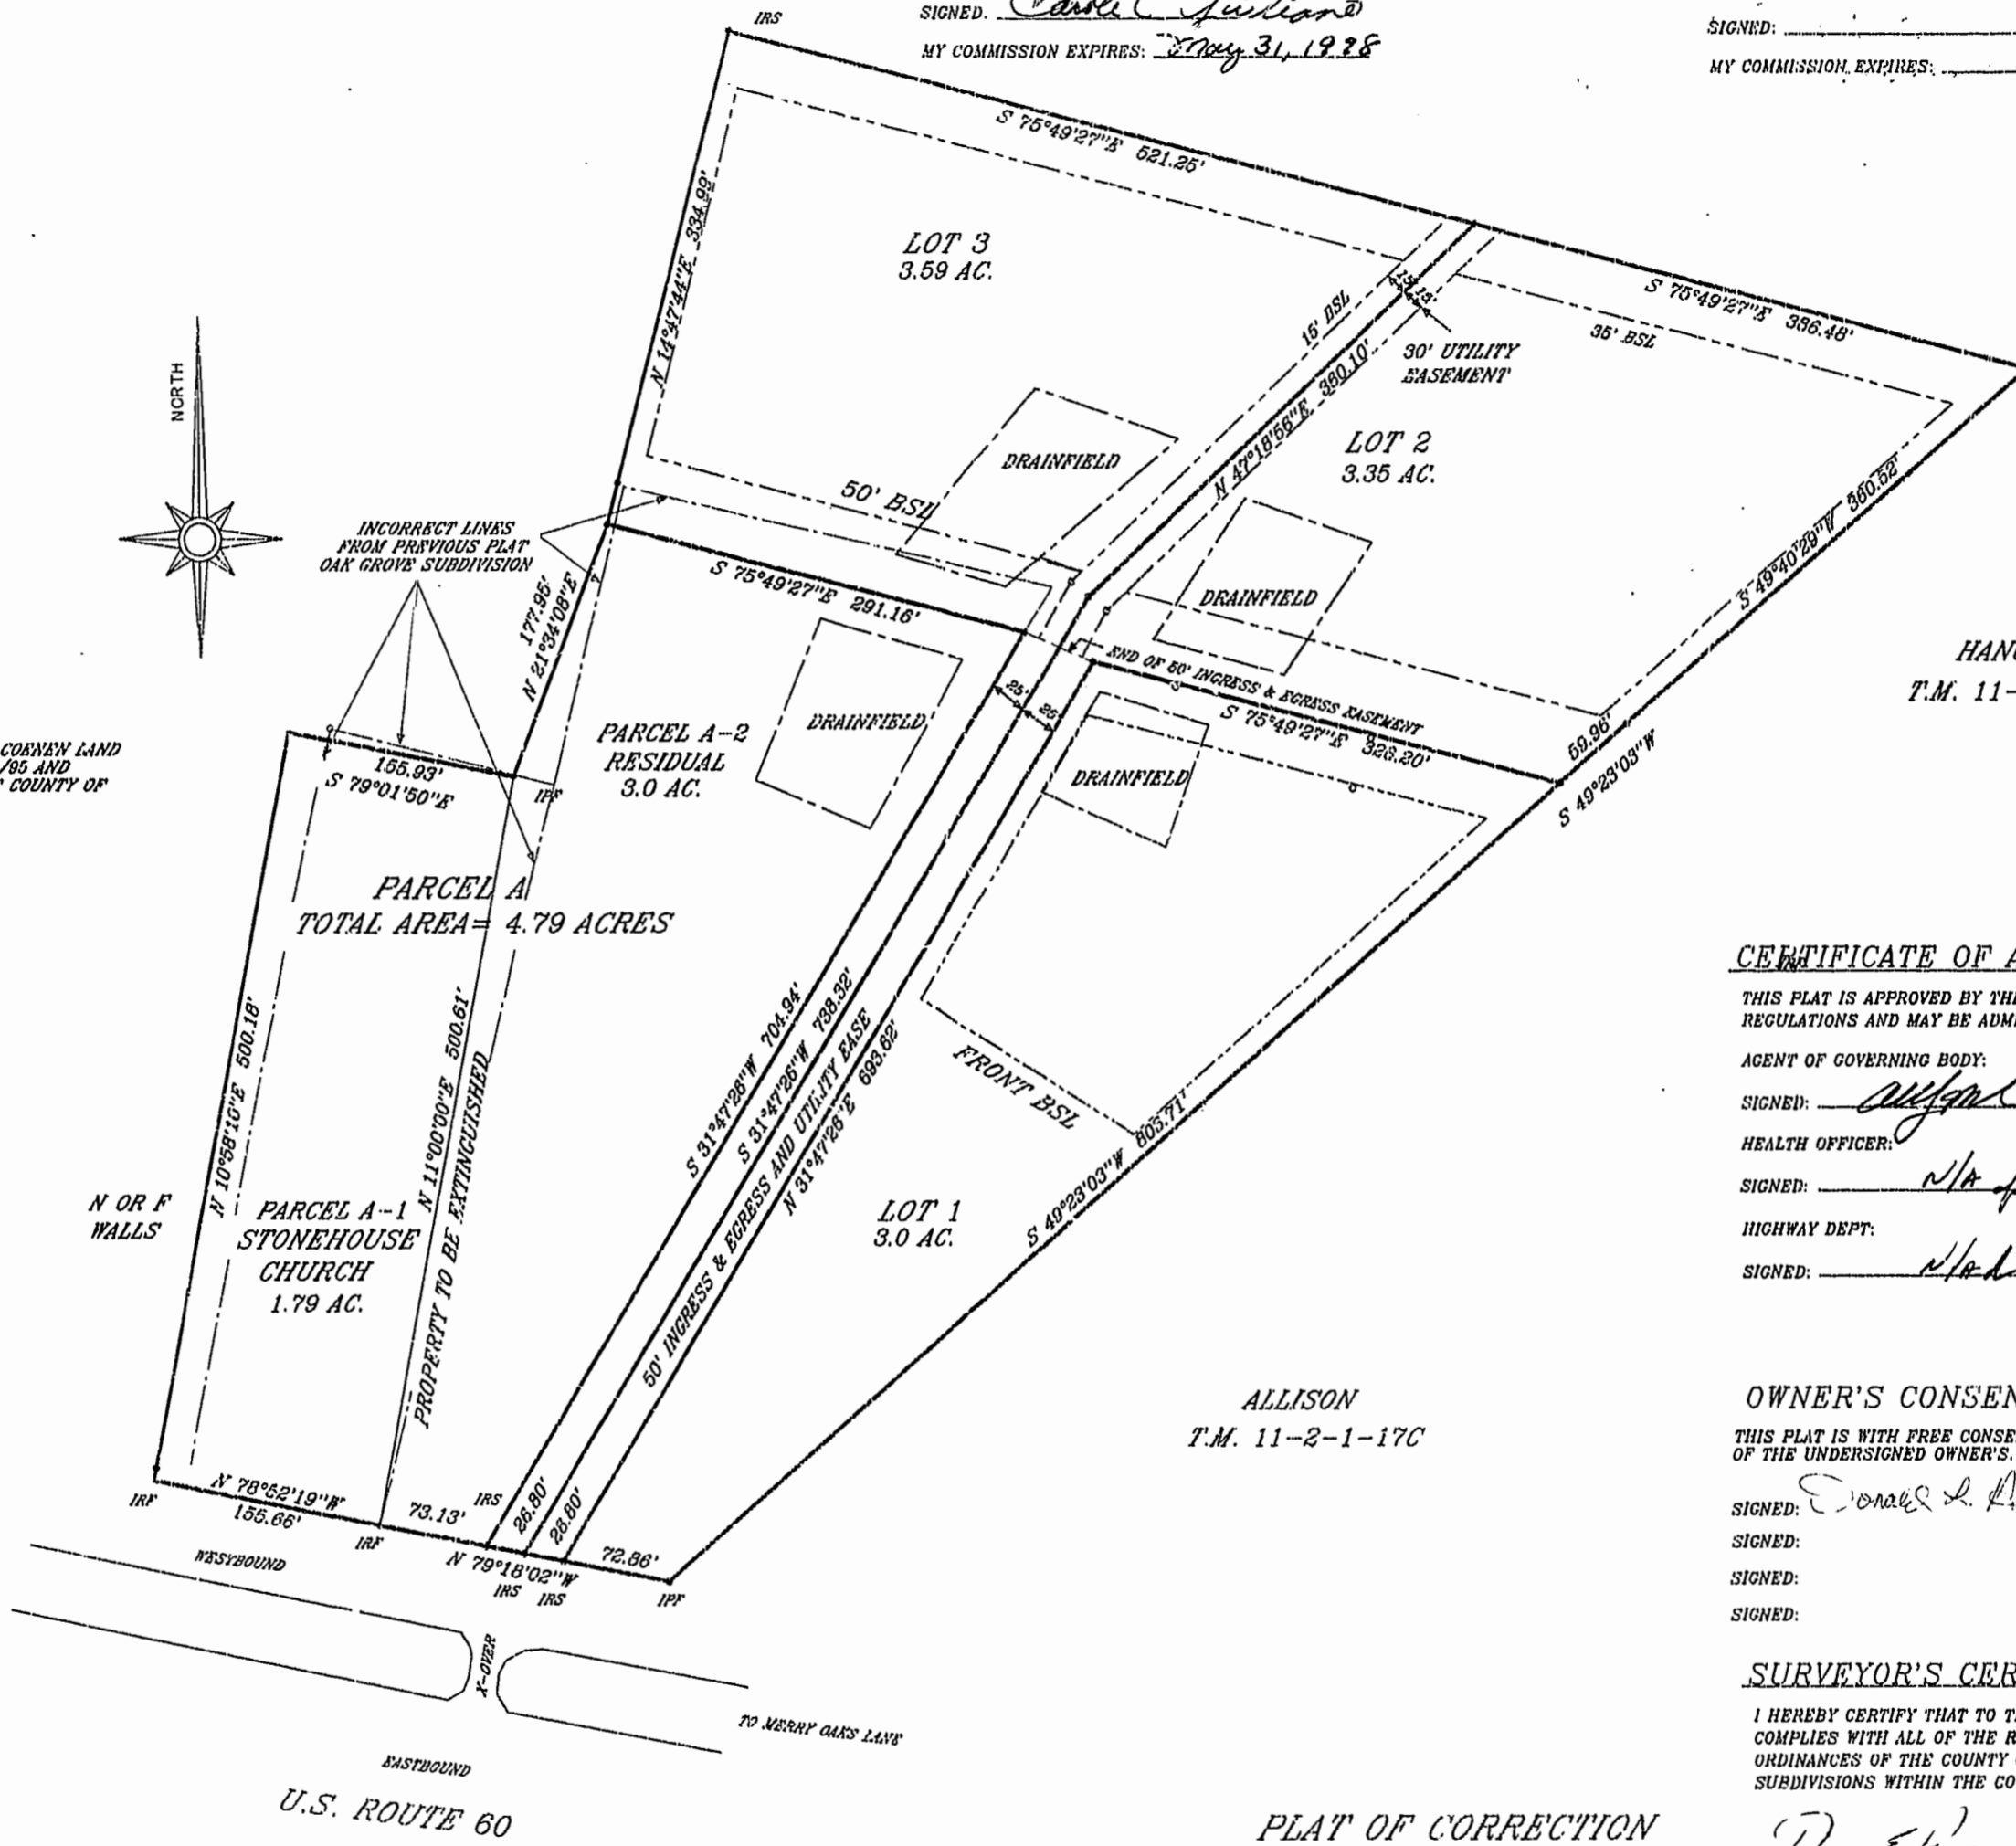 IRS
SIGNED.
MY COMMISSION EXPIRES: May 31, 1998
SIGNED:
MY COMMISSION EXPIRES:
S 75°49'27"E 521.25'
N 14°47'44"E 334.99'
LOT 3
3.59 AC.
S 75°49'27"E 386.48'
35' BSL
15' BSL
15'
15'
30' UTILITY
EASEMENT
N 47°18'56"E 380.10'
LOT 2
3.35 AC.
NORTH
DRAINFIELD
50' BSL
INCORRECT LINES
FROM PREVIOUS PLAT
OAK GROVE SUBDIVISION
S 49°40'29"W 360.52'
S 75°49'27"E 291.16'
DRAINFIELD
177.95'
N 21°34'08"E
END OF 50' INGRESS & EGRESS EASEMENT
S 75°49'27"E 326.20'
59.96'
S 49°23'03"W
HAN
T.M. 11-
25'
25'
PARCEL A-2
RESIDUAL
3.0 AC.
DRAINFIELD
DRAINFIELD
COENEN LAND
/95 AND
COUNTY OF
155.93'
S 79°01'50"E
IPF
PARCEL A
TOTAL AREA= 4.79 ACRES
N 10°58'10"E 500.18'
N 11°00'00"E 500.61'
PROPERTY TO BE EXTINGUISHED
S 31°47'26"W 704.94'
S 31°47'26"W 738.32'
50' INGRESS & EGRESS AND UTILITY EASE
N 31°47'26"E 693.62'
FRONT BSL
S 49°23'03"W 803.71'
LOT 1
3.0 AC.
N OR F
WALLS
PARCEL A-1
STONEHOUSE
CHURCH
1.79 AC.
CERTIFICATE OF A
THIS PLAT IS APPROVED BY THE
REGULATIONS AND MAY BE ADM
AGENT OF GOVERNING BODY:
SIGNED:
HEALTH OFFICER:
SIGNED: N/A
HIGHWAY DEPT:
SIGNED: N/A
ALLISON
T.M. 11-2-1-17C
OWNER'S CONSEN
THIS PLAT IS WITH FREE CONSE
OF THE UNDERSIGNED OWNER'S.
SIGNED: Donald L.
SIGNED:
SIGNED:
SIGNED:
IRF
N 78°52'19"W
155.66'
IRF
73.13'
IRS
26.80'
26.80'
72.86'
N 79°18'02"W
IRS IRS
IPF
WESTBOUND
X-OVER
TO MERRY OAKS LANE
EASTBOUND
U.S. ROUTE 60
SURVEYOR'S CER
I HEREBY CERTIFY THAT TO T
COMPLIES WITH ALL OF THE R
ORDINANCES OF THE COUNTY
SUBDIVISIONS WITHIN THE CO
PLAT OF CORRECTION